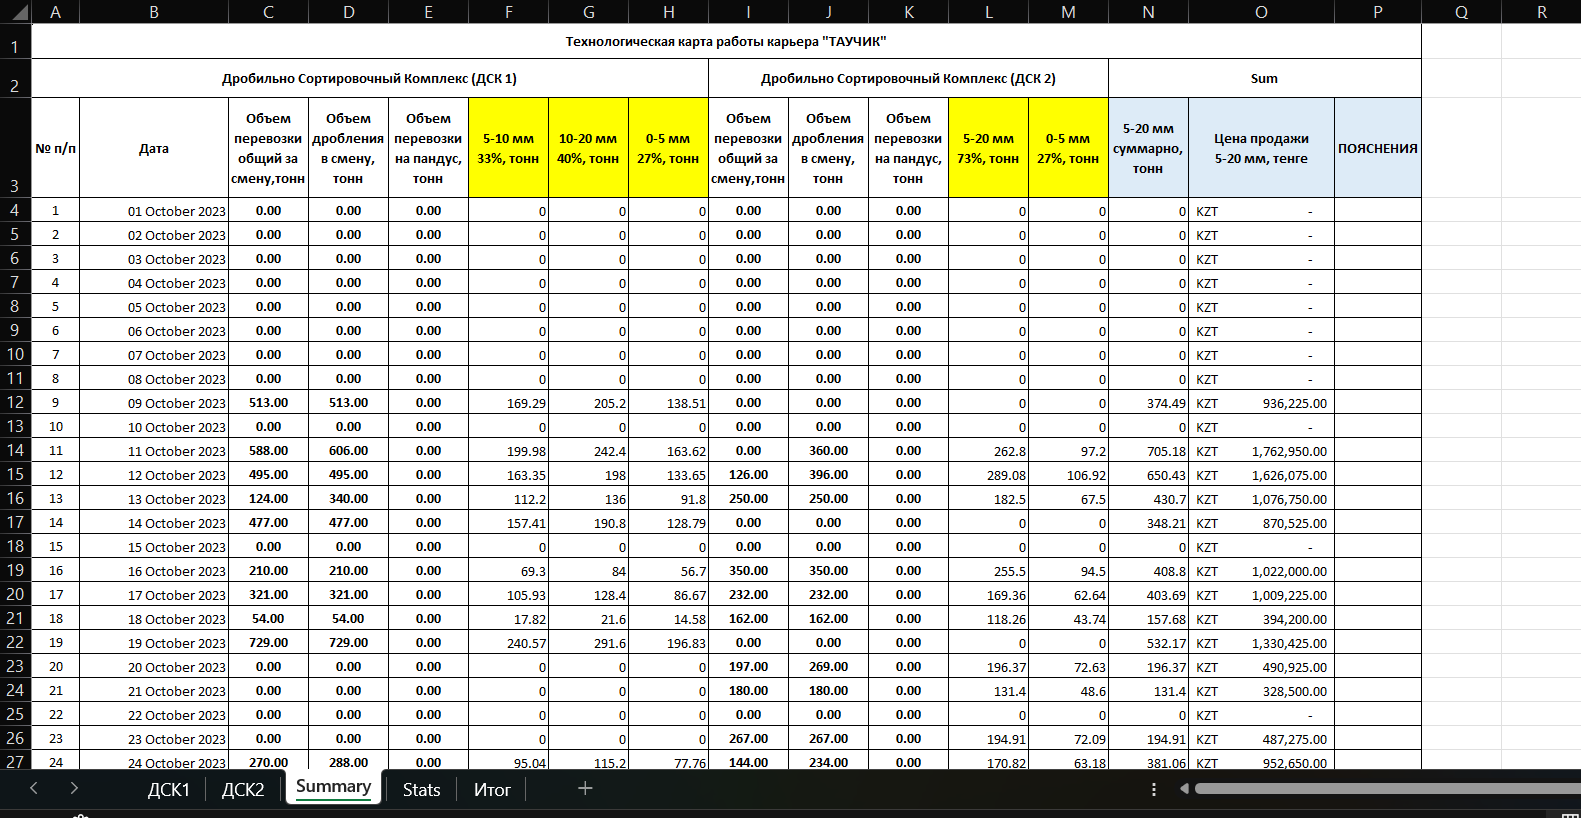 A B C D E F G H I J K L M N O P Q R
1 Технологическая карта работы карьера "ТАУЧИК"
2 Дробильно Сортировочный Комплекс (ДСК 1) Дробильно Сортировочный Комплекс (ДСК 2) Sum
3 № п/п Дата Объем перевозки общий за смену,тонн Объем дробления в смену, тонн Объем перевозки на пандус, тонн 5-10 мм 33%, тонн 10-20 мм 40%, тонн 0-5 мм 27%, тонн Объем перевозки общий за смену,тонн Объем дробления в смену, тонн Объем перевозки на пандус, тонн 5-20 мм 73%, тонн 0-5 мм 27%, тонн 5-20 мм суммарно, тонн Цена продажи 5-20 мм, тенге ПОЯСНЕНИЯ
4 1 01 October 2023 0.00 0.00 0.00 0 0 0 0.00 0.00 0.00 0 0 0 KZT -
5 2 02 October 2023 0.00 0.00 0.00 0 0 0 0.00 0.00 0.00 0 0 0 KZT -
6 3 03 October 2023 0.00 0.00 0.00 0 0 0 0.00 0.00 0.00 0 0 0 KZT -
7 4 04 October 2023 0.00 0.00 0.00 0 0 0 0.00 0.00 0.00 0 0 0 KZT -
8 5 05 October 2023 0.00 0.00 0.00 0 0 0 0.00 0.00 0.00 0 0 0 KZT -
9 6 06 October 2023 0.00 0.00 0.00 0 0 0 0.00 0.00 0.00 0 0 0 KZT -
10 7 07 October 2023 0.00 0.00 0.00 0 0 0 0.00 0.00 0.00 0 0 0 KZT -
11 8 08 October 2023 0.00 0.00 0.00 0 0 0 0.00 0.00 0.00 0 0 0 KZT -
12 9 09 October 2023 513.00 513.00 0.00 169.29 205.2 138.51 0.00 0.00 0.00 0 0 374.49 KZT 936,225.00
13 10 10 October 2023 0.00 0.00 0.00 0 0 0 0.00 0.00 0.00 0 0 0 KZT -
14 11 11 October 2023 588.00 606.00 0.00 199.98 242.4 163.62 0.00 360.00 0.00 262.8 97.2 705.18 KZT 1,762,950.00
15 12 12 October 2023 495.00 495.00 0.00 163.35 198 133.65 126.00 396.00 0.00 289.08 106.92 650.43 KZT 1,626,075.00
16 13 13 October 2023 124.00 340.00 0.00 112.2 136 91.8 250.00 250.00 0.00 182.5 67.5 430.7 KZT 1,076,750.00
17 14 14 October 2023 477.00 477.00 0.00 157.41 190.8 128.79 0.00 0.00 0.00 0 0 348.21 KZT 870,525.00
18 15 15 October 2023 0.00 0.00 0.00 0 0 0 0.00 0.00 0.00 0 0 0 KZT -
19 16 16 October 2023 210.00 210.00 0.00 69.3 84 56.7 350.00 350.00 0.00 255.5 94.5 408.8 KZT 1,022,000.00
20 17 17 October 2023 321.00 321.00 0.00 105.93 128.4 86.67 232.00 232.00 0.00 169.36 62.64 403.69 KZT 1,009,225.00
21 18 18 October 2023 54.00 54.00 0.00 17.82 21.6 14.58 162.00 162.00 0.00 118.26 43.74 157.68 KZT 394,200.00
22 19 19 October 2023 729.00 729.00 0.00 240.57 291.6 196.83 0.00 0.00 0.00 0 0 532.17 KZT 1,330,425.00
23 20 20 October 2023 0.00 0.00 0.00 0 0 0 197.00 269.00 0.00 196.37 72.63 196.37 KZT 490,925.00
24 21 21 October 2023 0.00 0.00 0.00 0 0 0 180.00 180.00 0.00 131.4 48.6 131.4 KZT 328,500.00
25 22 22 October 2023 0.00 0.00 0.00 0 0 0 0.00 0.00 0.00 0 0 0 KZT -
26 23 23 October 2023 0.00 0.00 0.00 0 0 0 267.00 267.00 0.00 194.91 72.09 194.91 KZT 487,275.00
27 24 24 October 2023 270.00 288.00 0.00 95.04 115.2 77.76 144.00 234.00 0.00 170.82 63.18 381.06 KZT 952,650.00
ДСК1 ДСК2 Summary Stats Итог